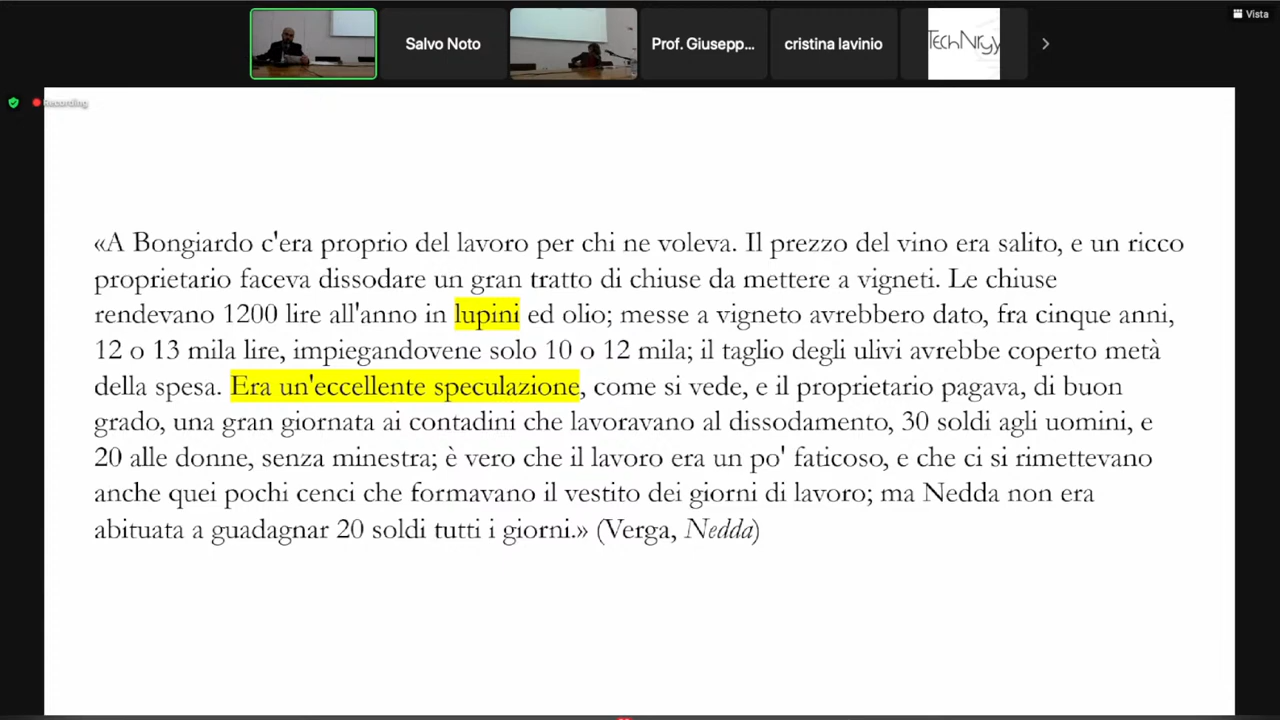 Vista
Salvo Noto
Prof. Giusepp...
cristina lavinio
TechNrgy
Recording
«A Bongiardo c'era proprio del lavoro per chi ne voleva. Il prezzo del vino era salito, e un ricco
proprietario faceva dissodare un gran tratto di chiuse da mettere a vigneti. Le chiuse
rendevano 1200 lire all'anno in lupini ed olio; messe a vigneto avrebbero dato, fra cinque anni,
12 o 13 mila lire, impiegandovene solo 10 o 12 mila; il taglio degli ulivi avrebbe coperto metà
della spesa. Era un'eccellente speculazione, come si vede, e il proprietario pagava, di buon
grado, una gran giornata ai contadini che lavoravano al dissodamento, 30 soldi agli uomini, e
20 alle donne, senza minestra; è vero che il lavoro era un po' faticoso, e che ci si rimettevano
anche quei pochi cenci che formavano il vestito dei giorni di lavoro; ma Nedda non era
abituata a guadagnar 20 soldi tutti i giorni.» (Verga, Nedda)